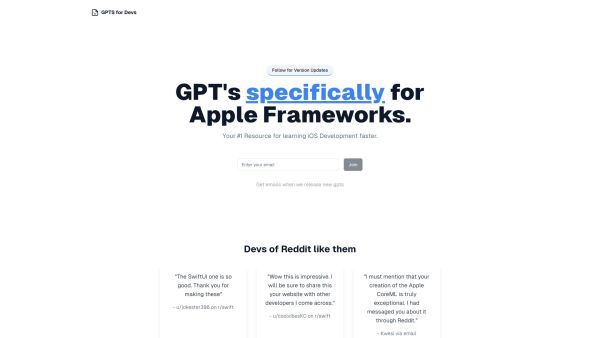 GPTS for Devs
Follow for Version Updates
GPT's specifically for
Apple Frameworks.
Your #1 Resource for learning iOS Development faster.
Enter your email
Join
Get emails when we release new gpts
Devs of Reddit like them
"The SwiftUI one is so
good. Thank you for
making these"
- u/jokester398 on r/swift
"Wow this is impressive. I
will be sure to share this
your website with other
developers I come across."
- u/coolvibesKC on r/swift
"I must mention that your
creation of the Apple
CoreML is truly
exceptional. I had
messaged you about it
through Reddit."
- Kwesi via email